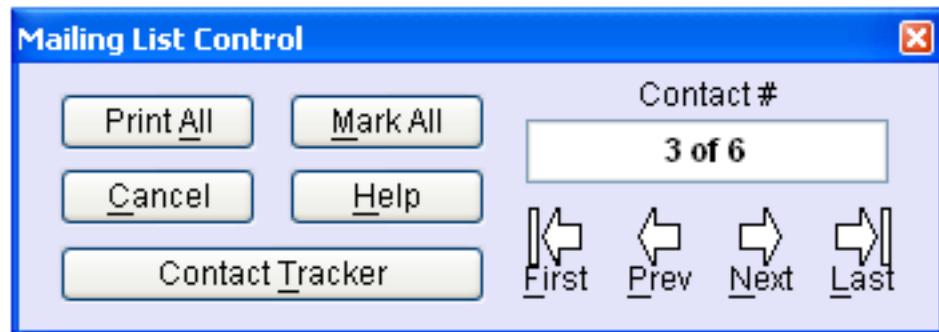 Mailing List Control
Print All
Mark All
Contact #
3 of 6
Cancel
Help
Contact Tracker
First
Prev
Next
Last